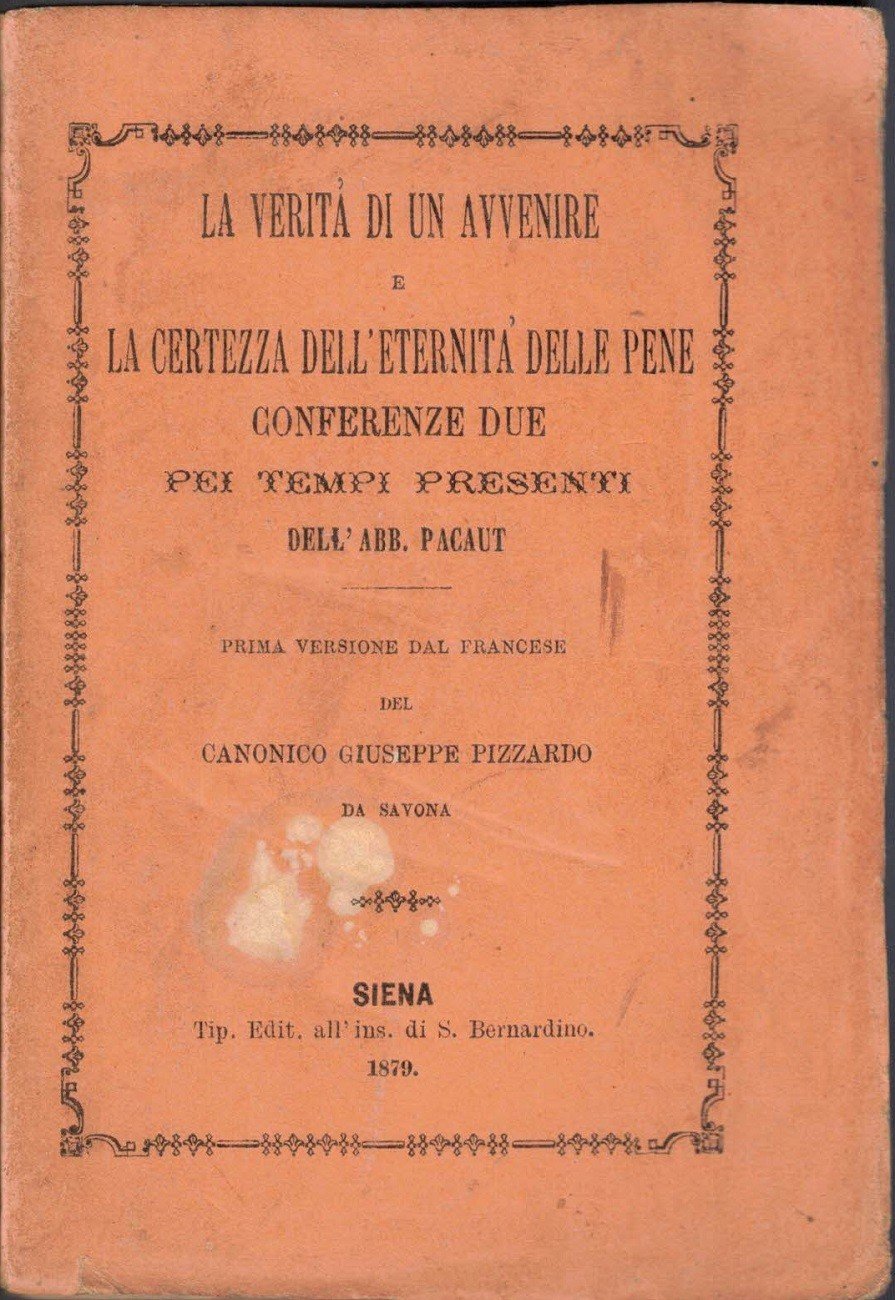 LA VERITÀ DI UN AVVENIRE
E
LA CERTEZZA DELL'ETERNITÀ DELLE PENE
CONFERENZE DUE
PEI TEMPI PRESENTI
DELL'ABB. PACAUT
PRIMA VERSIONE DAL FRANCESE
DEL
CANONICO GIUSEPPE PIZZARDO
DA SAVONA
SIENA
Tip. Edit. all'ins. di S. Bernardino.
1879.